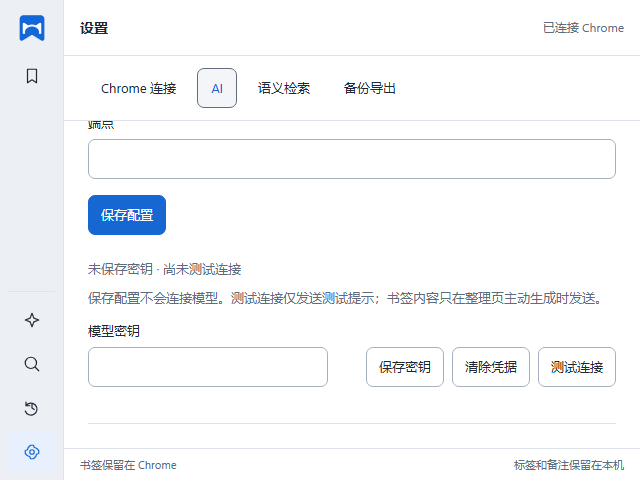 设置
已连接 Chrome
Chrome 连接
AI
语义检索
备份导出
端点
保存配置
未保存密钥 · 尚未测试连接
保存配置不会连接模型。测试连接仅发送测试提示；书签内容只在整理页主动生成时发送。
模型密钥
保存密钥
清除凭据
测试连接
书签保留在 Chrome
标签和备注保留在本机